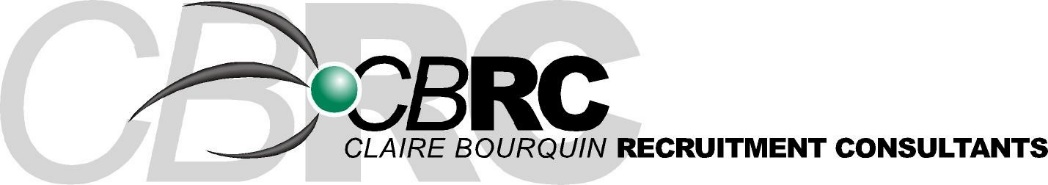 CBRC
CBRC
CLAIRE BOURQUIN RECRUITMENT CONSULTANTS